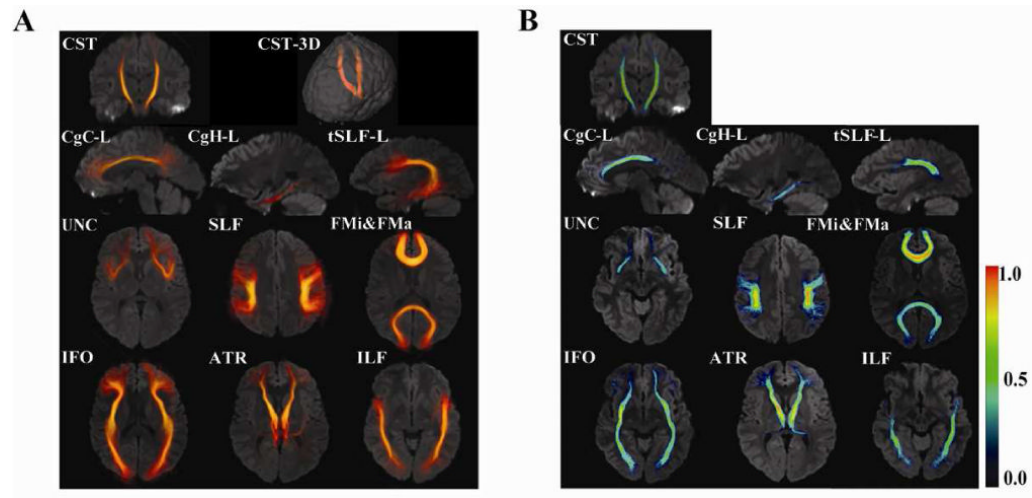 A
CST
CST-3D
CgC-L
CgH-L
tSLF-L
UNC
SLF
FMi&FMa
IFO
ATR
ILF
B
CST
CgC-L
CgH-L
tSLF-L
UNC
SLF
FMi&FMa
IFO
ATR
ILF
1.0
0.5
0.0